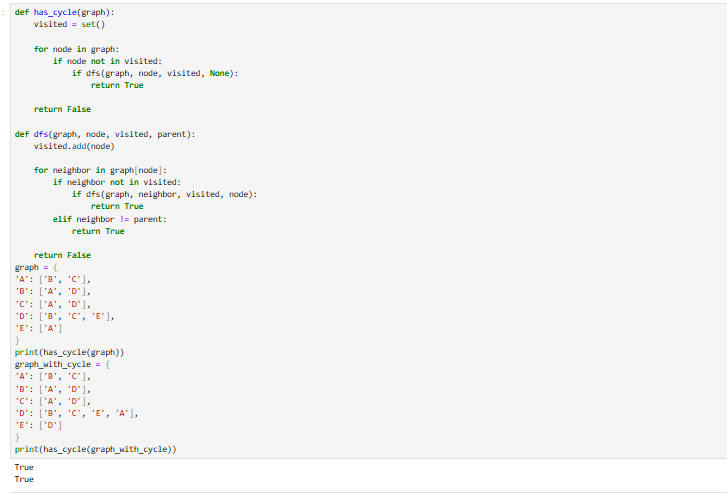 :
def has_cycle(graph):
    visited = set()

    for node in graph:
        if node not in visited:
            if dfs(graph, node, visited, None):
                return True

    return False

def dfs(graph, node, visited, parent):
    visited.add(node)

    for neighbor in graph[node]:
        if neighbor not in visited:
            if dfs(graph, neighbor, visited, node):
                return True
        elif neighbor != parent:
            return True

    return False
graph = {
'A': ['B', 'C'],
'B': ['A', 'D'],
'C': ['A', 'D'],
'D': ['B', 'C', 'E'],
'E': ['A']
}
print(has_cycle(graph))
graph_with_cycle = {
'A': ['B', 'C'],
'B': ['A', 'D'],
'C': ['A', 'D'],
'D': ['B', 'C', 'E', 'A'],
'E': ['D']
}
print(has_cycle(graph_with_cycle))
True
True